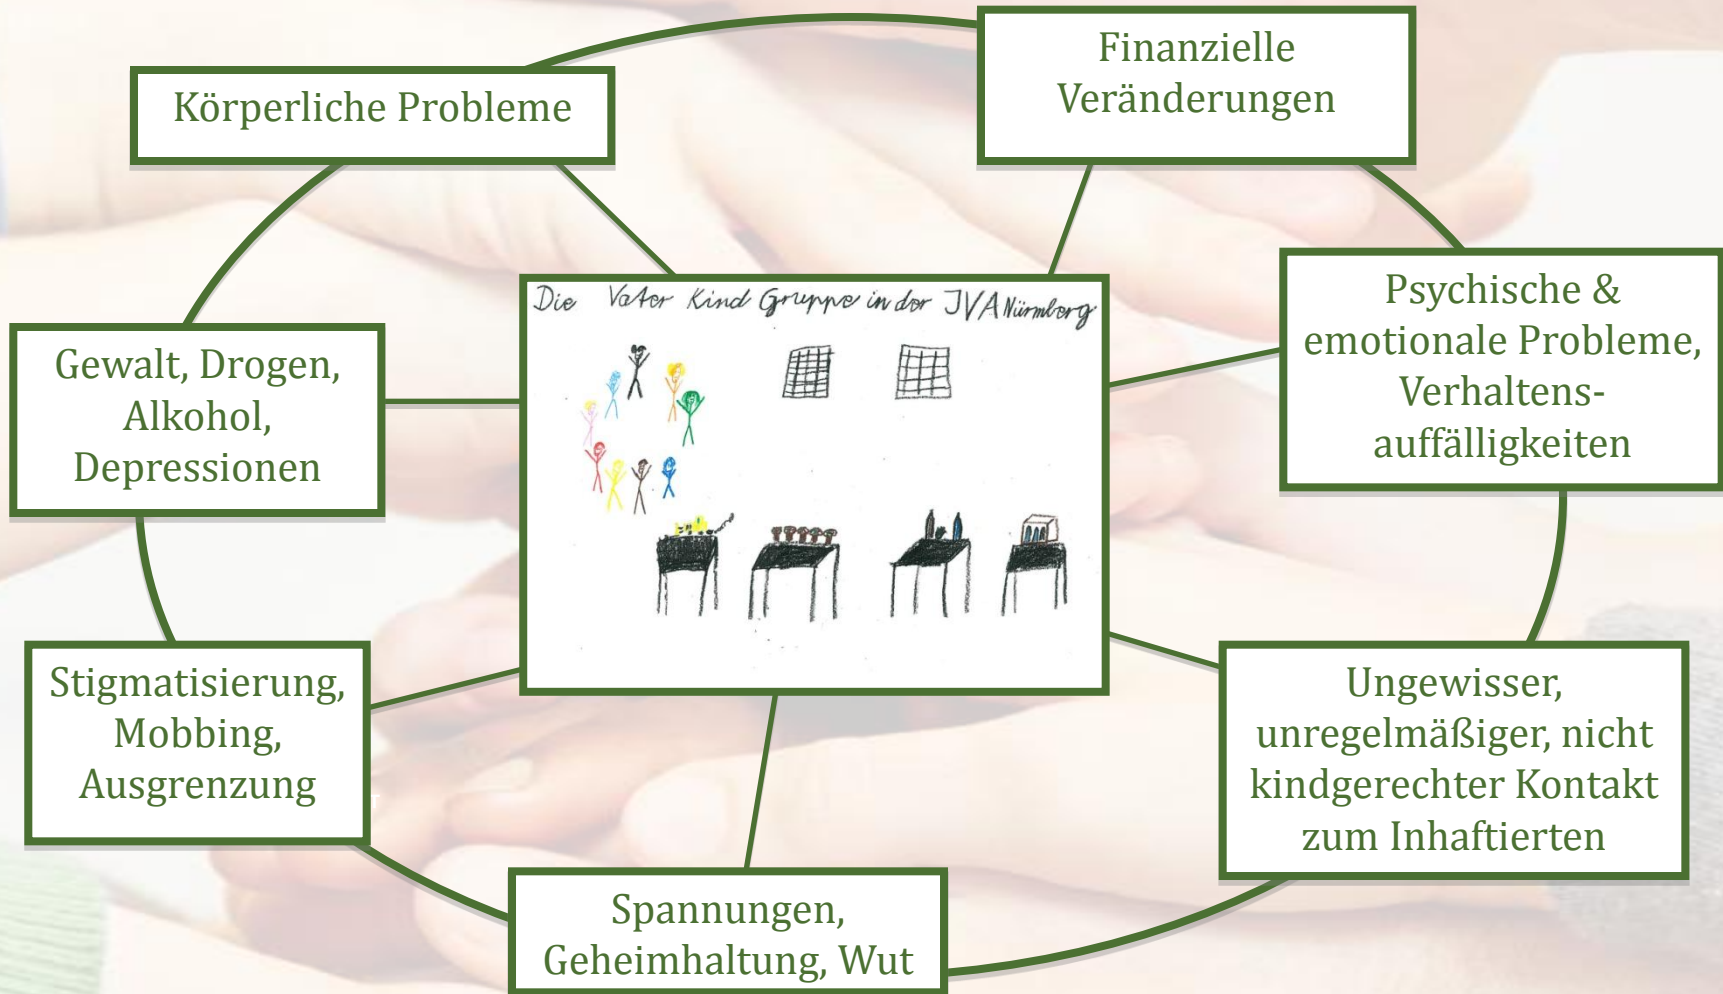 Körperliche Probleme
Finanzielle
Veränderungen
Psychische &
emotionale Probleme,
Verhaltens-
auffälligkeiten
Ungewisser,
unregelmäßiger, nicht
kindgerechter Kontakt
zum Inhaftierten
Spannungen,
Geheimhaltung, Wut
Stigmatisierung,
Mobbing,
Ausgrenzung
Gewalt, Drogen,
Alkohol,
Depressionen
Die Vater Kind Gruppe in der JVA Nürnberg